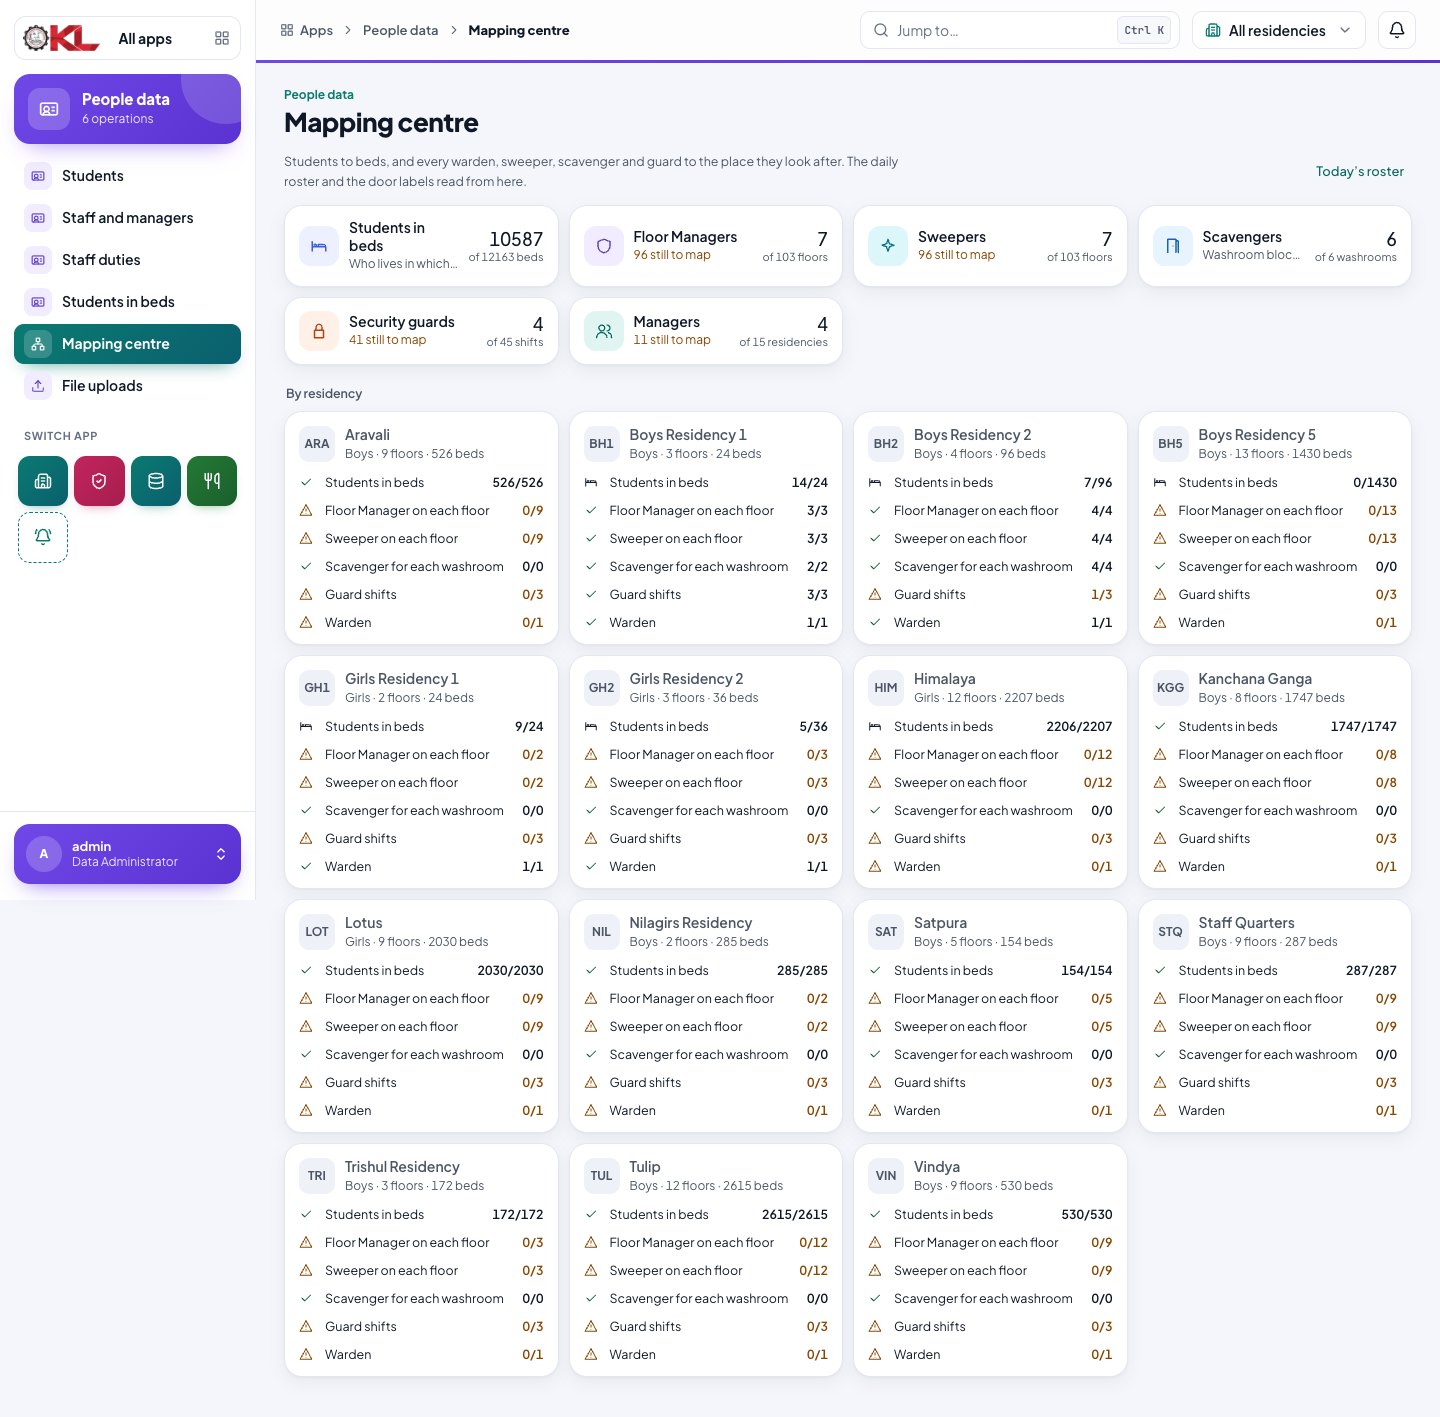 KL
All apps
People data
6 operations
Students
Staff and managers
Staff duties
Students in beds
Mapping centre
File uploads
SWITCH APP
A
admin
Data Administrator
Apps > People data > Mapping centre
Jump to...
Ctrl K
All residencies
People data
Mapping centre
Students to beds, and every warden, sweeper, scavenger and guard to the place they look after. The daily
roster and the door labels read from here.
Today's roster
Students in
beds
Who lives in which...
10587
of 12163 beds
Floor Managers
96 still to map
7
of 103 floors
Sweepers
96 still to map
7
of 103 floors
Scavengers
Washroom bloc...
6
of 6 washrooms
Security guards
41 still to map
4
of 45 shifts
Managers
11 still to map
4
of 15 residencies
By residency
ARA
Aravali
Boys · 9 floors · 526 beds
Students in beds 526/526
Floor Manager on each floor 0/9
Sweeper on each floor 0/9
Scavenger for each washroom 0/0
Guard shifts 0/3
Warden 0/1
BH1
Boys Residency 1
Boys · 3 floors · 24 beds
Students in beds 14/24
Floor Manager on each floor 3/3
Sweeper on each floor 3/3
Scavenger for each washroom 2/2
Guard shifts 3/3
Warden 1/1
BH2
Boys Residency 2
Boys · 4 floors · 96 beds
Students in beds 7/96
Floor Manager on each floor 4/4
Sweeper on each floor 4/4
Scavenger for each washroom 4/4
Guard shifts 1/3
Warden 1/1
BH5
Boys Residency 5
Boys · 13 floors · 1430 beds
Students in beds 0/1430
Floor Manager on each floor 0/13
Sweeper on each floor 0/13
Scavenger for each washroom 0/0
Guard shifts 0/3
Warden 0/1
GH1
Girls Residency 1
Girls · 2 floors · 24 beds
Students in beds 9/24
Floor Manager on each floor 0/2
Sweeper on each floor 0/2
Scavenger for each washroom 0/0
Guard shifts 0/3
Warden 1/1
GH2
Girls Residency 2
Girls · 3 floors · 36 beds
Students in beds 5/36
Floor Manager on each floor 0/3
Sweeper on each floor 0/3
Scavenger for each washroom 0/0
Guard shifts 0/3
Warden 1/1
HIM
Himalaya
Girls · 12 floors · 2207 beds
Students in beds 2206/2207
Floor Manager on each floor 0/12
Sweeper on each floor 0/12
Scavenger for each washroom 0/0
Guard shifts 0/3
Warden 0/1
KGG
Kanchana Ganga
Boys · 8 floors · 1747 beds
Students in beds 1747/1747
Floor Manager on each floor 0/8
Sweeper on each floor 0/8
Scavenger for each washroom 0/0
Guard shifts 0/3
Warden 0/1
LOT
Lotus
Girls · 9 floors · 2030 beds
Students in beds 2030/2030
Floor Manager on each floor 0/9
Sweeper on each floor 0/9
Scavenger for each washroom 0/0
Guard shifts 0/3
Warden 0/1
NIL
Nilagirs Residency
Boys · 2 floors · 285 beds
Students in beds 285/285
Floor Manager on each floor 0/2
Sweeper on each floor 0/2
Scavenger for each washroom 0/0
Guard shifts 0/3
Warden 0/1
SAT
Satpura
Boys · 5 floors · 154 beds
Students in beds 154/154
Floor Manager on each floor 0/5
Sweeper on each floor 0/5
Scavenger for each washroom 0/0
Guard shifts 0/3
Warden 0/1
STQ
Staff Quarters
Boys · 9 floors · 287 beds
Students in beds 287/287
Floor Manager on each floor 0/9
Sweeper on each floor 0/9
Scavenger for each washroom 0/0
Guard shifts 0/3
Warden 0/1
TRI
Trishul Residency
Boys · 3 floors · 172 beds
Students in beds 172/172
Floor Manager on each floor 0/3
Sweeper on each floor 0/3
Scavenger for each washroom 0/0
Guard shifts 0/3
Warden 0/1
TUL
Tulip
Boys · 12 floors · 2615 beds
Students in beds 2615/2615
Floor Manager on each floor 0/12
Sweeper on each floor 0/12
Scavenger for each washroom 0/0
Guard shifts 0/3
Warden 0/1
VIN
Vindya
Boys · 9 floors · 530 beds
Students in beds 530/530
Floor Manager on each floor 0/9
Sweeper on each floor 0/9
Scavenger for each washroom 0/0
Guard shifts 0/3
Warden 0/1